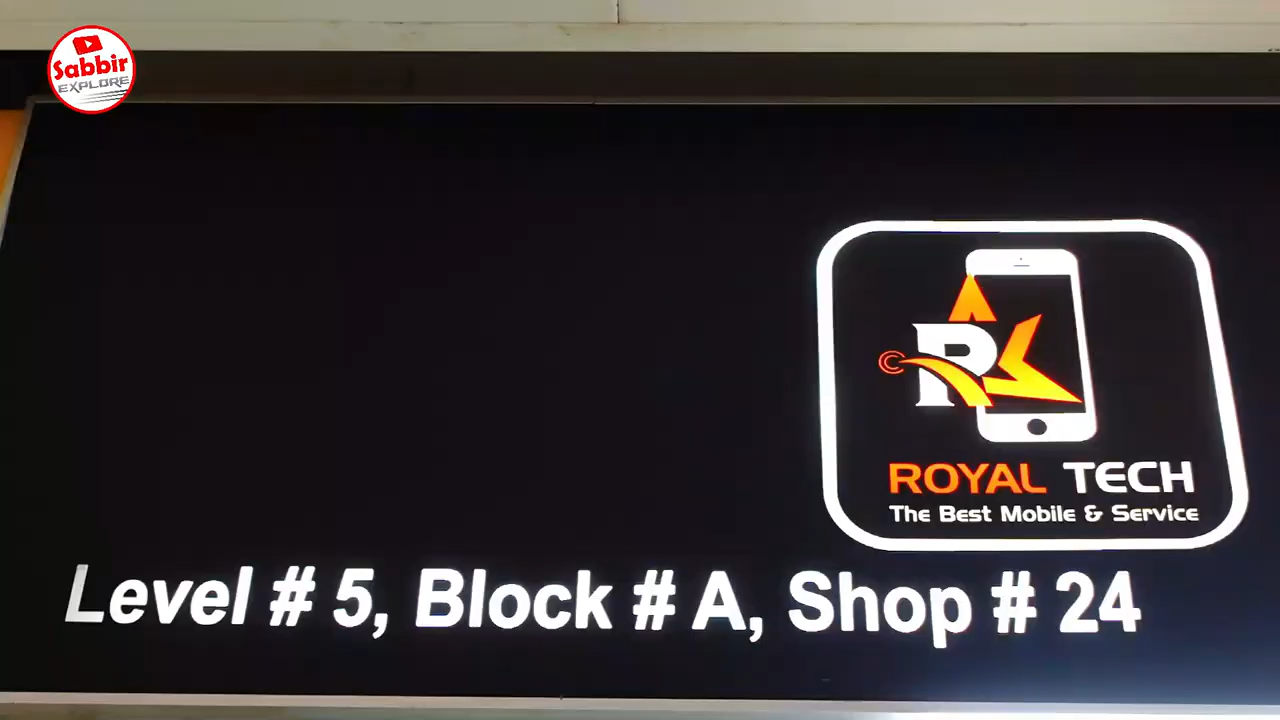 Sabbir
EXPLORE
R
©
ROYAL TECH
The Best Mobile & Service
Level # 5, Block # A, Shop # 24